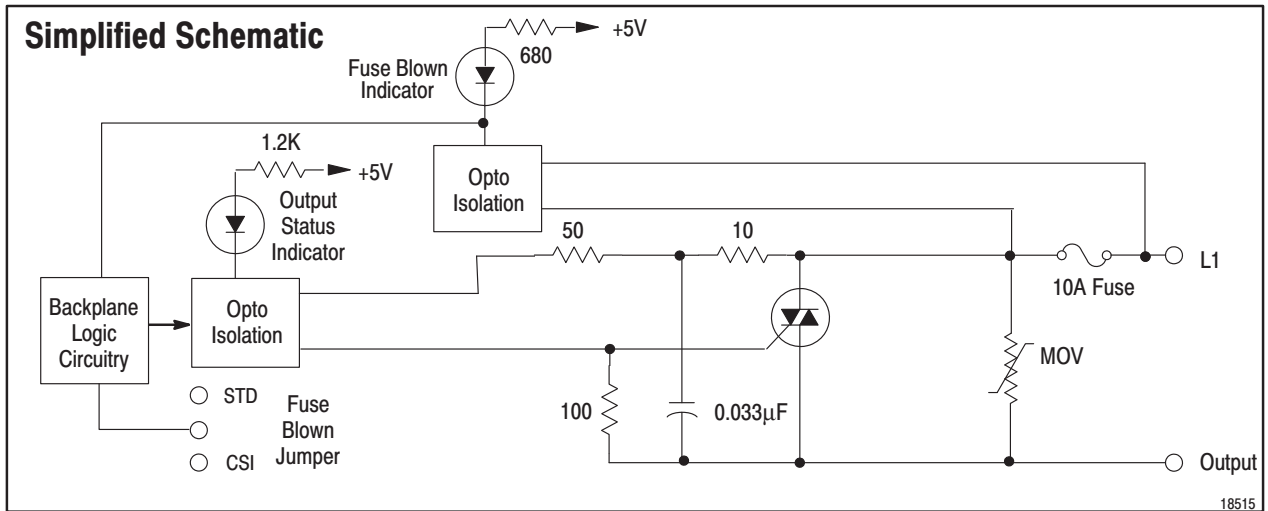 Simplified Schematic
+5V
680
Fuse Blown
Indicator
1.2K
+5V
Output
Status
Indicator
Opto
Isolation
50
10
L1
10A Fuse
Backplane
Logic
Circuitry
Opto
Isolation
MOV
STD
Fuse
Blown
Jumper
100
0.033µF
CSI
Output
18515